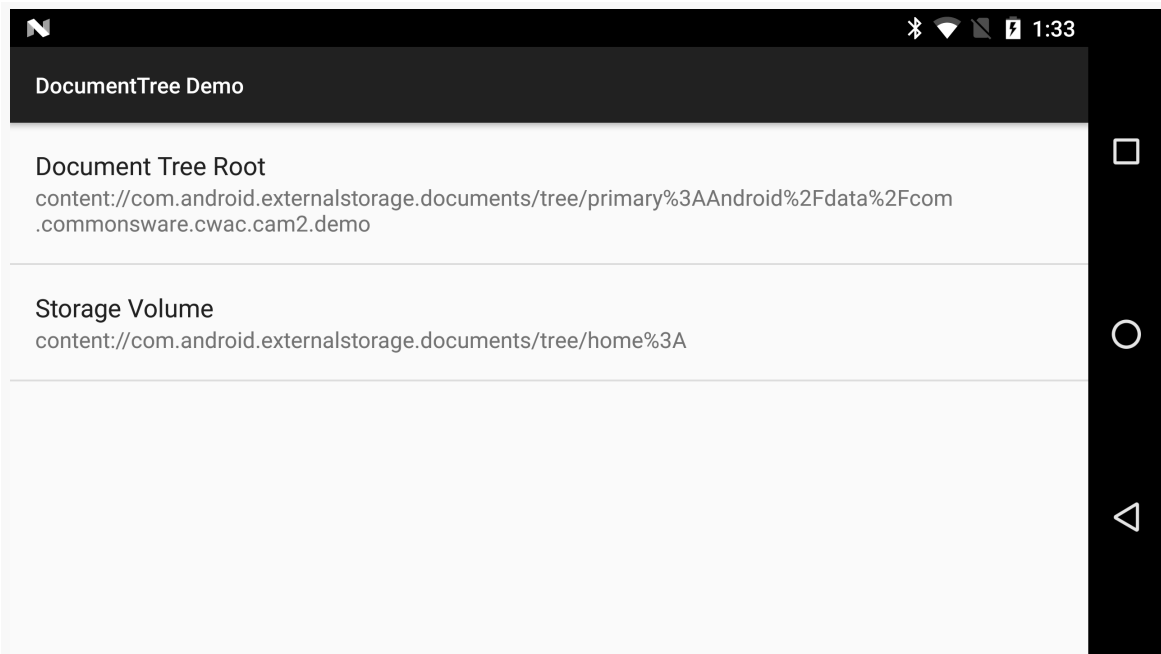 1:33
DocumentTree Demo
Document Tree Root
content://com.android.externalstorage.documents/tree/primary%3AAndroid%2Fdata%2Fcom
.commonsware.cwac.cam2.demo
Storage Volume
content://com.android.externalstorage.documents/tree/home%3A